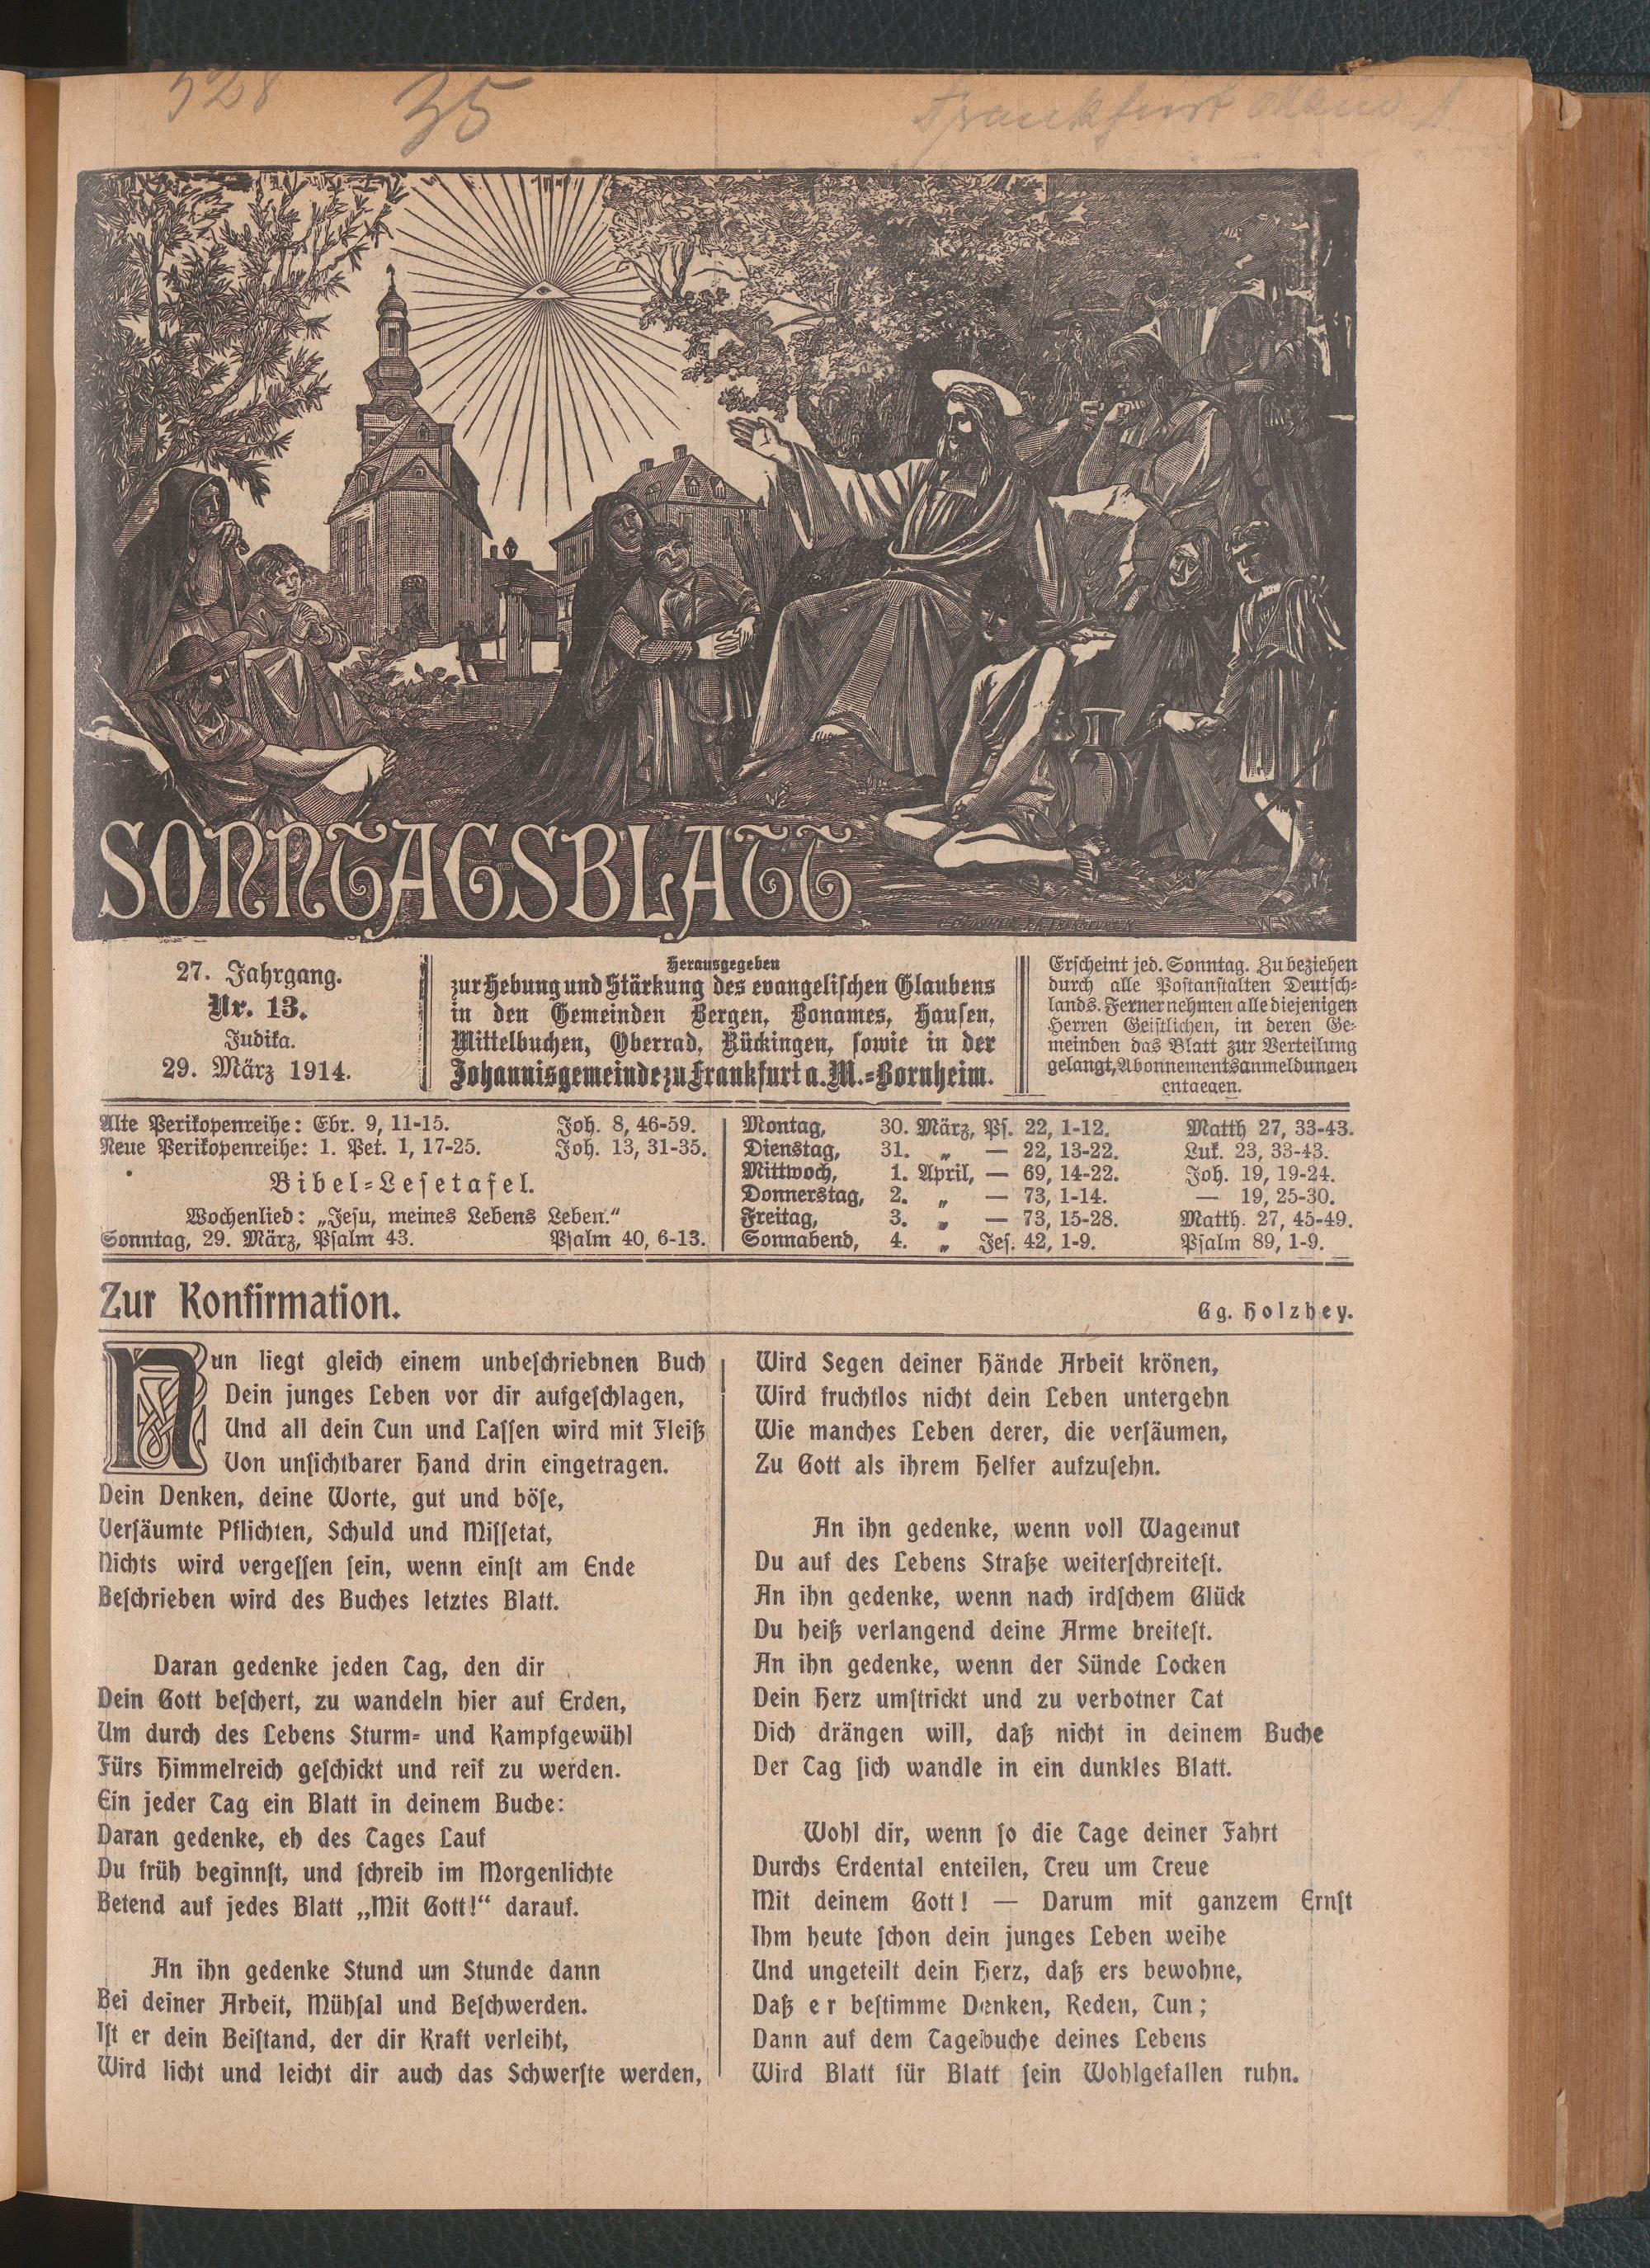 528
35
Frankfurt Main
SONNTAGSBLATT
27. Jahrgang.
Nr. 13.
Judika.
29. März 1914.
Herausgegeben
zur Hebung und Stärkung des evangelischen Glaubens
in den Gemeinden Bergen, Bonames, Hausen,
Mittelbuchen, Oberrad, Rückingen, sowie in der
Johannisgemeinde zu Frankfurt a. M.-Bornheim.
Erscheint jed. Sonntag. Zu beziehen
durch alle Postanstalten Deutsch-
lands. Ferner nehmen alle diejenigen
Herren Geistlichen, in deren Ge-
meinden das Blatt zur Verteilung
gelangt, Abonnementsanmeldungen
entgegen.
Alte Perikopenreihe: Ebr. 9, 11-15. Joh. 8, 46-59.
Neue Perikopenreihe: 1. Pet. 1, 17-25. Joh. 13, 31-35.
Bibel-Lesetafel.
Wochenlied: „Jesu, meines Lebens Leben.“
Sonntag, 29. März, Psalm 43. Psalm 40, 6-13.
Montag, 30. März, Ps. 22, 1-12. Matth 27, 33-43.
Dienstag, 31. „ — 22, 13-22. Luk. 23, 33-43.
Mittwoch, 1. April, — 69, 14-22. Joh. 19, 19-24.
Donnerstag, 2. „ — 73, 1-14. — 19, 25-30.
Freitag, 3. „ — 73, 15-28. Matth. 27, 45-49.
Sonnabend, 4. „ Jes. 42, 1-9. Psalm 89, 1-9.
Zur Konfirmation. Gg. Holzhey.
Nun liegt gleich einem unbeschriebnen Buch
Dein junges Leben vor dir aufgeschlagen,
Und all dein Tun und Lassen wird mit Fleiß
Von unsichtbarer Hand drin eingetragen.
Dein Denken, deine Worte, gut und böse,
Versäumte Pflichten, Schuld und Missetat,
Nichts wird vergessen sein, wenn einst am Ende
Beschrieben wird des Buches letztes Blatt.
Daran gedenke jeden Tag, den dir
Dein Gott beschert, zu wandeln hier auf Erden,
Um durch des Lebens Sturm- und Kampfgewühl
Fürs Himmelreich geschickt und reif zu werden.
Ein jeder Tag ein Blatt in deinem Buche:
Daran gedenke, eh des Tages Lauf
Du früh beginnst, und schreib im Morgenlichte
Betend auf jedes Blatt „Mit Gott!“ darauf.
An ihn gedenke Stund um Stunde dann
Bei deiner Arbeit, Mühsal und Beschwerden.
Ist er dein Beistand, der dir Kraft verleiht,
Wird licht und leicht dir auch das Schwerste werden,
Wird Segen deiner Hände Arbeit krönen,
Wird fruchtlos nicht dein Leben untergehn
Wie manches Leben derer, die versäumen,
Zu Gott als ihrem Helfer aufzusehn.
An ihn gedenke, wenn voll Wagemut
Du auf des Lebens Straße weiterschreitest.
An ihn gedenke, wenn nach irdschem Glück
Du heiß verlangend deine Arme breitest.
An ihn gedenke, wenn der Sünde Locken
Dein Herz umstrickt und zu verbotner Tat
Dich drängen will, daß nicht in deinem Buche
Der Tag sich wandle in ein dunkles Blatt.
Wohl dir, wenn so die Tage deiner Fahrt
Durchs Erdental enteilen, Treu um Treue
Mit deinem Gott! — Darum mit ganzem Ernst
Ihm heute schon dein junges Leben weihe
Und ungeteilt dein Herz, daß ers bewohne,
Daß er bestimme Denken, Reden, Tun;
Dann auf dem Tagebuche deines Lebens
Wird Blatt für Blatt sein Wohlgefallen ruhn.